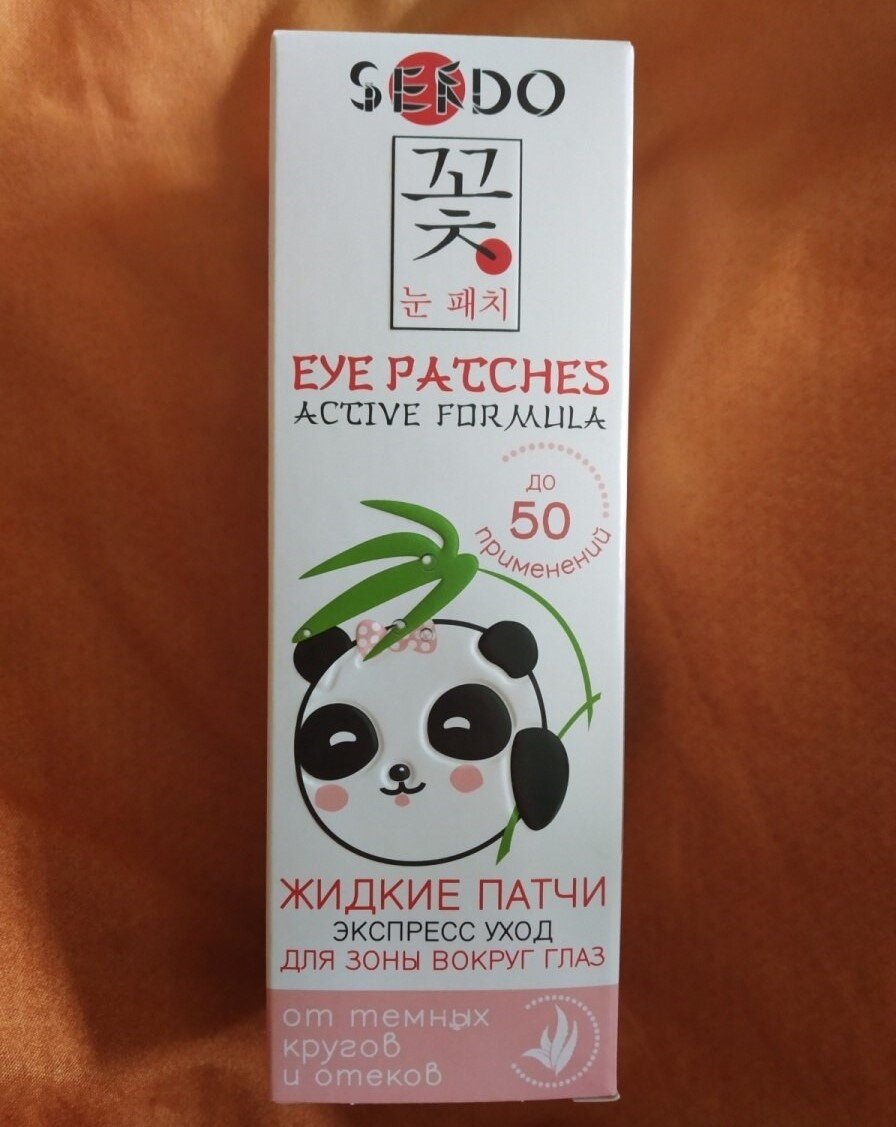 SENDO
꽃
눈 패치
EYE PATCHES
ACTIVE FORMULA
ДО
50
применений
ЖИДКИЕ ПАТЧИ
ЭКСПРЕСС УХОД
ДЛЯ ЗОНЫ ВОКРУГ ГЛАЗ
от темных
кругов
и отеков